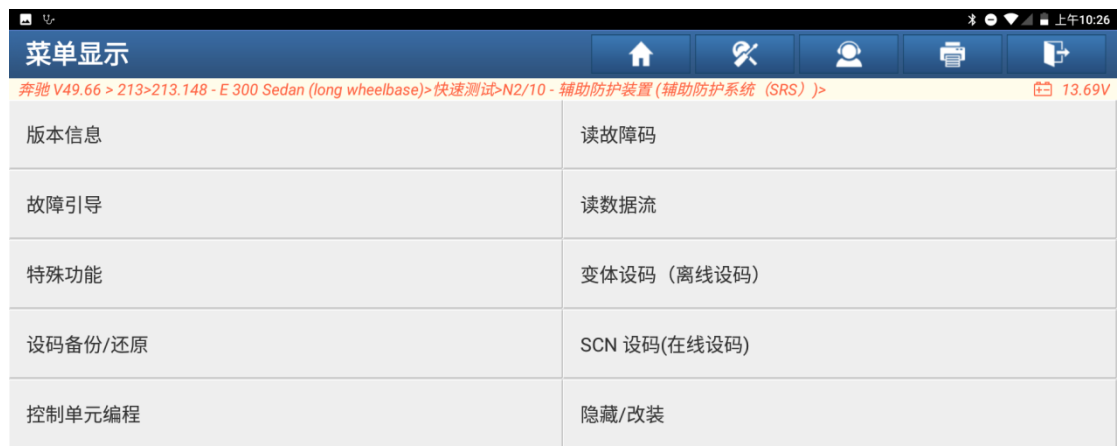 上午10:26
菜单显示
奔驰 V49.66 > 213>213.148 - E 300 Sedan (long wheelbase)>快速测试>N2/10 - 辅助防护装置 (辅助防护系统（SRS）)> 13.69V
版本信息 读故障码
故障引导 读数据流
特殊功能 变体设码（离线设码）
设码备份/还原 SCN 设码(在线设码)
控制单元编程 隐藏/改装